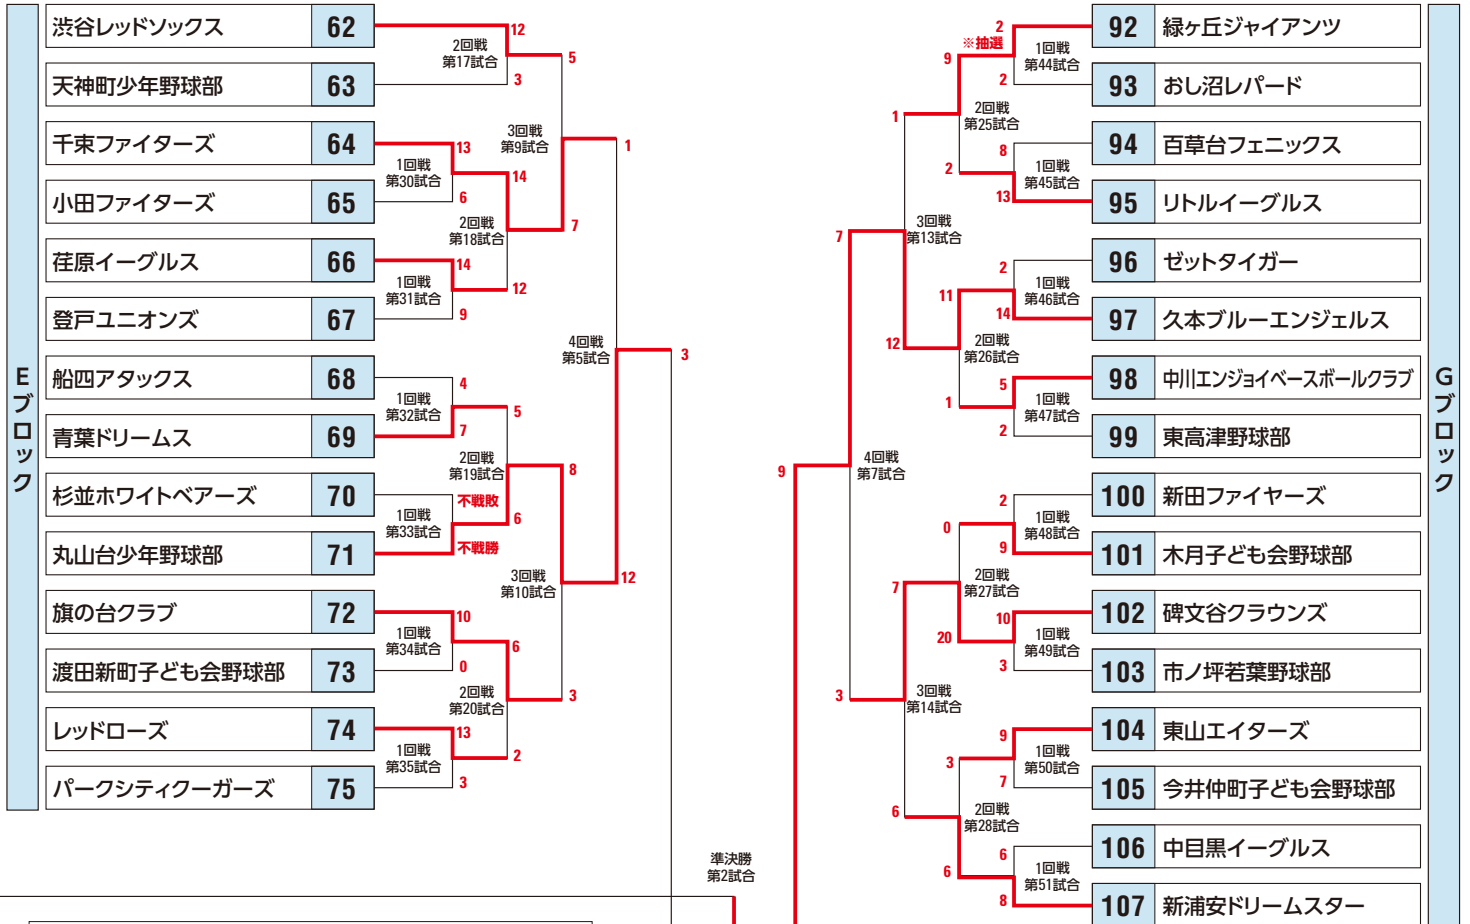 Eブロック
渋谷レッドソックス 62
天神町少年野球部 63
千束ファイターズ 64
小田ファイターズ 65
荏原イーグルス 66
登戸ユニオンズ 67
船四アタックス 68
青葉ドリームス 69
杉並ホワイトベアーズ 70
丸山台少年野球部 71
旗の台クラブ 72
渡田新町子ども会野球部 73
レッドローズ 74
パークシティクーガーズ 75
12
2回戦
第17試合
3
13
1回戦
第30試合
6
14
2回戦
第18試合
12
14
1回戦
第31試合
9
5
3回戦
第9試合
7
4
1回戦
第32試合
7
5
2回戦
第19試合
6
不戦敗
1回戦
第33試合
不戦勝
10
1回戦
第34試合
0
6
2回戦
第20試合
2
13
1回戦
第35試合
3
8
3回戦
第10試合
3
1
4回戦
第5試合
12
3
準決勝
第2試合
9
7
4回戦
第7試合
3
1
3回戦
第13試合
12
9
2回戦
第25試合
2
2
※抽選
1回戦
第44試合
2
8
1回戦
第45試合
13
11
2回戦
第26試合
1
2
1回戦
第46試合
14
5
1回戦
第47試合
2
7
3回戦
第14試合
6
0
2回戦
第27試合
20
2
1回戦
第48試合
9
10
1回戦
第49試合
3
3
2回戦
第28試合
6
9
1回戦
第50試合
7
6
1回戦
第51試合
8
92 緑ヶ丘ジャイアンツ
93 おし沼レパード
94 百草台フェニックス
95 リトルイーグルス
96 ゼットタイガー
97 久本ブルーエンジェルス
98 中川エンジョイベースボールクラブ
99 東高津野球部
100 新田ファイヤーズ
101 木月子ども会野球部
102 碑文谷クラウンズ
103 市ノ坪若葉野球部
104 東山エイターズ
105 今井仲町子ども会野球部
106 中目黒イーグルス
107 新浦安ドリームスター
Gブロック